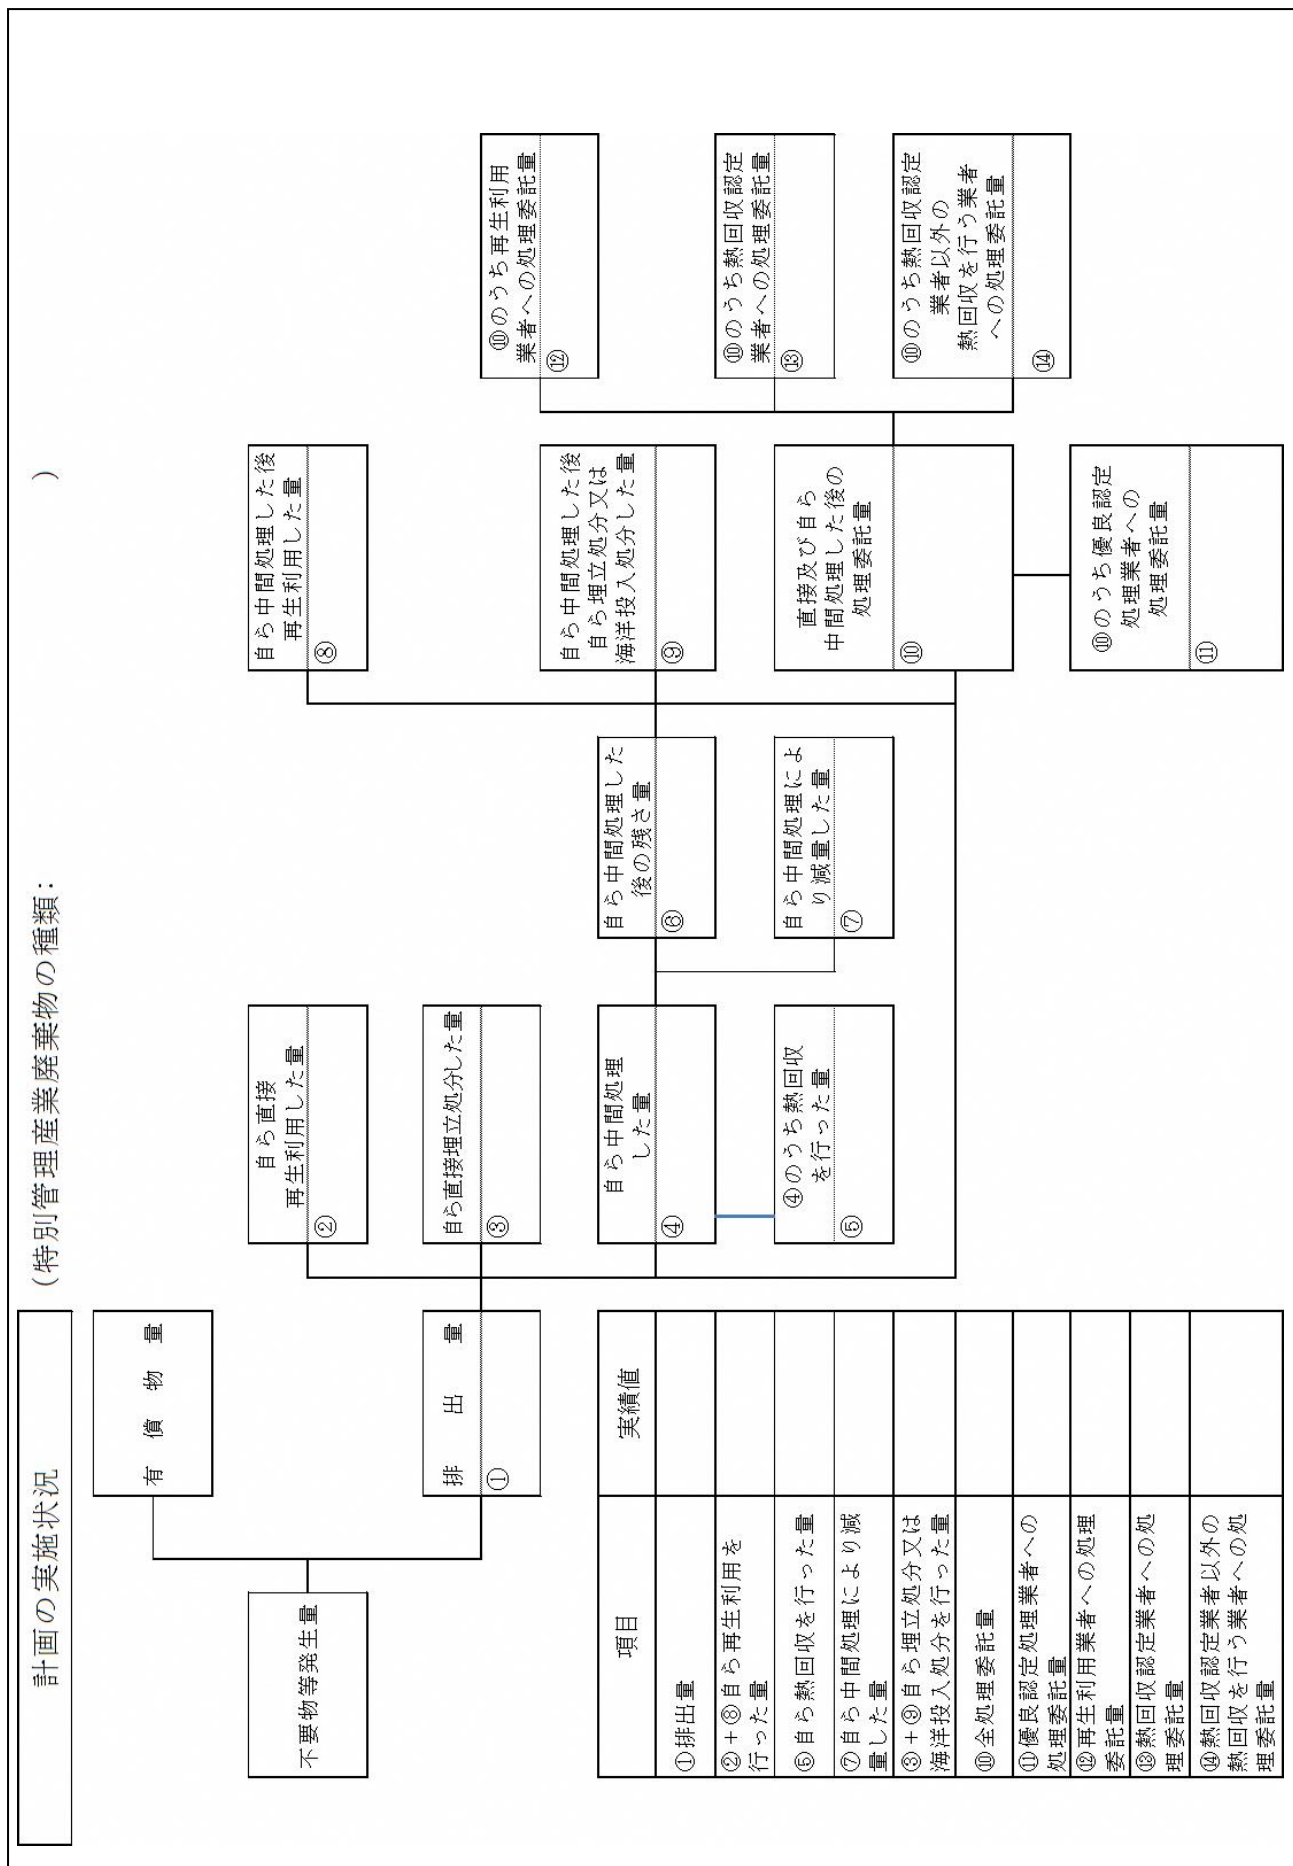 計画の実施状況
（特別管理産業廃棄物の種類：　　　　　　　　　　）
不要物等発生量
有償物量
排出量
①
自ら直接
再生利用した量
②
自ら直接埋立処分した量
③
自ら中間処理
した量
④
④のうち熱回収
を行った量
⑤
自ら中間処理した
後の残さ量
⑥
自ら中間処理によ
り減量した量
⑦
自ら中間処理した後
再生利用した量
⑧
自ら中間処理した後
自ら埋立処分又は
海洋投入処分した量
⑨
直接及び自ら
中間処理した後の
処理委託量
⑩
⑩のうち優良認定
処理業者への
処理委託量
⑪
⑩のうち再生利用
業者への処理委託量
⑫
⑩のうち熱回収認定
業者への処理委託量
⑬
⑩のうち熱回収認定
業者以外の
熱回収を行う業者
への処理委託量
⑭
項目
実績値
①排出量
②+⑧自ら再生利用を
行った量
⑤自ら熱回収を行った量
⑦自ら中間処理により減
量した量
③+⑨自ら埋立処分又は
海洋投入処分を行った量
⑩全処理委託量
⑪優良認定処理業者への
処理委託量
⑫再生利用業者への処理
委託量
⑬熱回収認定業者への処
理委託量
⑭熱回収認定業者以外の
熱回収を行う業者への処
理委託量